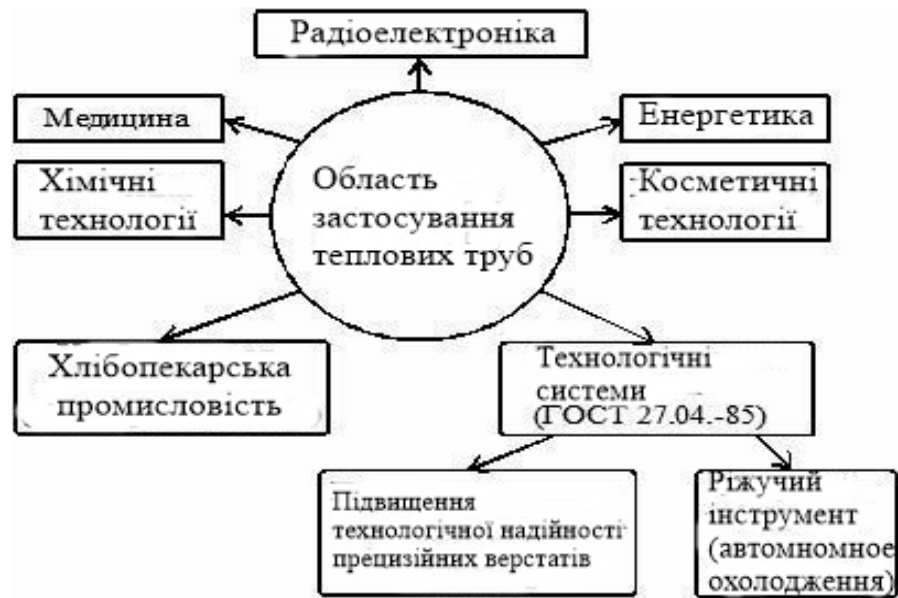 Радіоелектроніка
Медицина
Енергетика
Хімічні
технології
Область
застосування
теплових труб
Косметичні
технології
Хлібопекарська
промисловість
Технологічні
системи
(ГОСТ 27.04.-85)
Підвищення
технологічної надійності
прецизійних верстатів
Ріжучий
інструмент
(автомномное
охолодження)